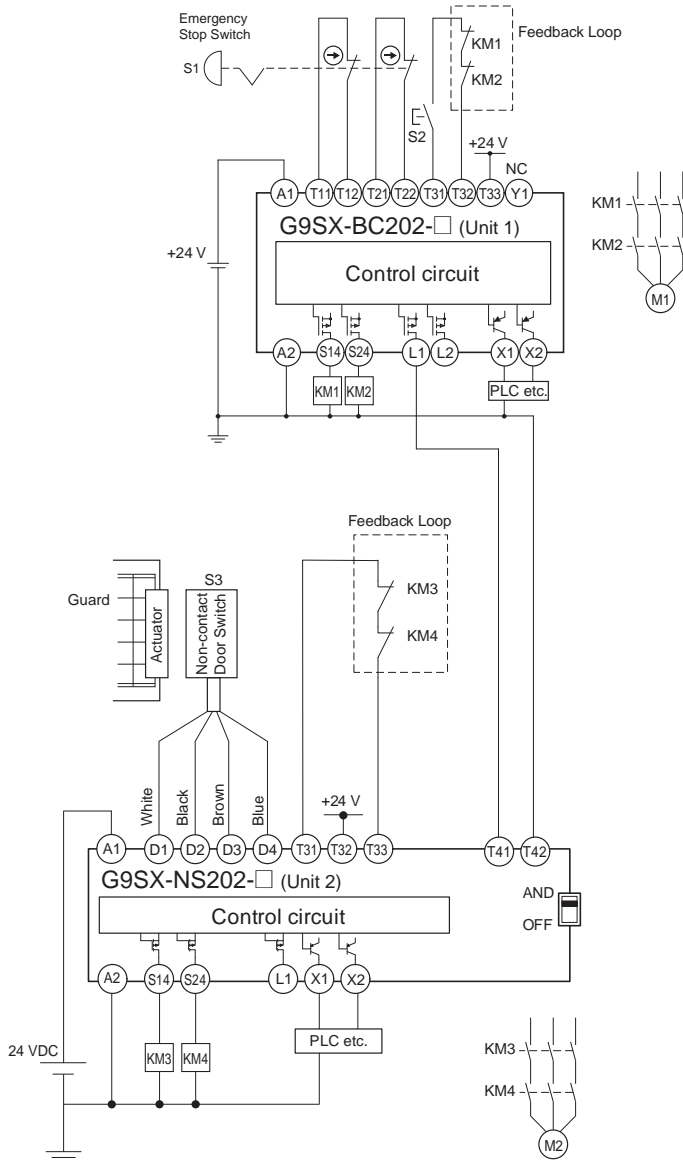 Emergency
Stop Switch
S1
KM1
KM2
Feedback Loop
S2
+24 V
NC
A1
T11
T12
T21
T22
T31
T32
T33
Y1
G9SX-BC202-□ (Unit 1)
Control circuit
+24 V
KM1
KM2
M1
A2
S14
S24
L1
L2
X1
X2
KM1
KM2
PLC etc.
Feedback Loop
KM3
KM4
S3
Guard
Actuator
Non-contact
Door Switch
White
Black
Brown
Blue
+24 V
A1
D1
D2
D3
D4
T31
T32
T33
T41
T42
G9SX-NS202-□ (Unit 2)
Control circuit
AND
OFF
A2
S14
S24
L1
X1
X2
24 VDC
KM3
KM4
PLC etc.
KM3
KM4
M2